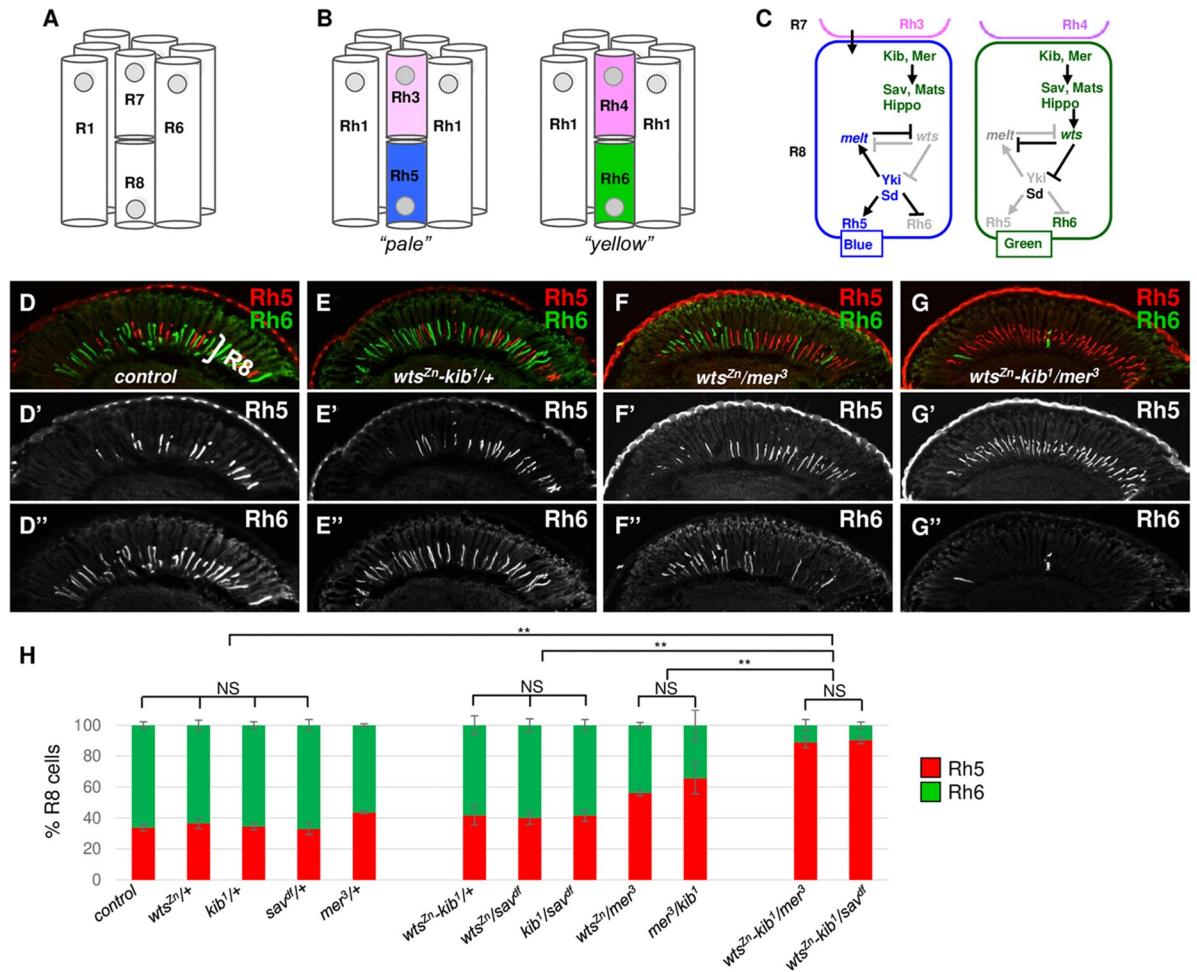 A
R7
R1
R6
R8
B
Rh3
Rh1
Rh1
Rh5
"pale"
Rh4
Rh1
Rh1
Rh6
"yellow"
C
R7
Rh3
Rh4
R8
Kib, Mer
Sav, Mats
Hippo
melt
wts
Yki
Sd
Rh5
Rh6
Blue
Kib, Mer
Sav, Mats
Hippo
melt
wts
Yki
Sd
Rh5
Rh6
Green
D
Rh5
Rh6
} R8
control
E
Rh5
Rh6
wtsZn-kib1/+
F
Rh5
Rh6
wtsZn/mer3
G
Rh5
Rh6
wtsZn-kib1/mer3
D’ Rh5
E’ Rh5
F’ Rh5
G’ Rh5
D” Rh6
E” Rh6
F” Rh6
G” Rh6
H
**
**
**
NS
NS
NS
NS
% R8 cells
100
80
60
40
20
0
control
wtsZn/+
kib1/+
savdf/+
mer3/+
wtsZn-kib1/+
wtsZn/savdf
kib1/savdf
wtsZn/mer3
mer3/kib1
wtsZn-kib1/mer3
wtsZn-kib1/savdf
Rh5
Rh6